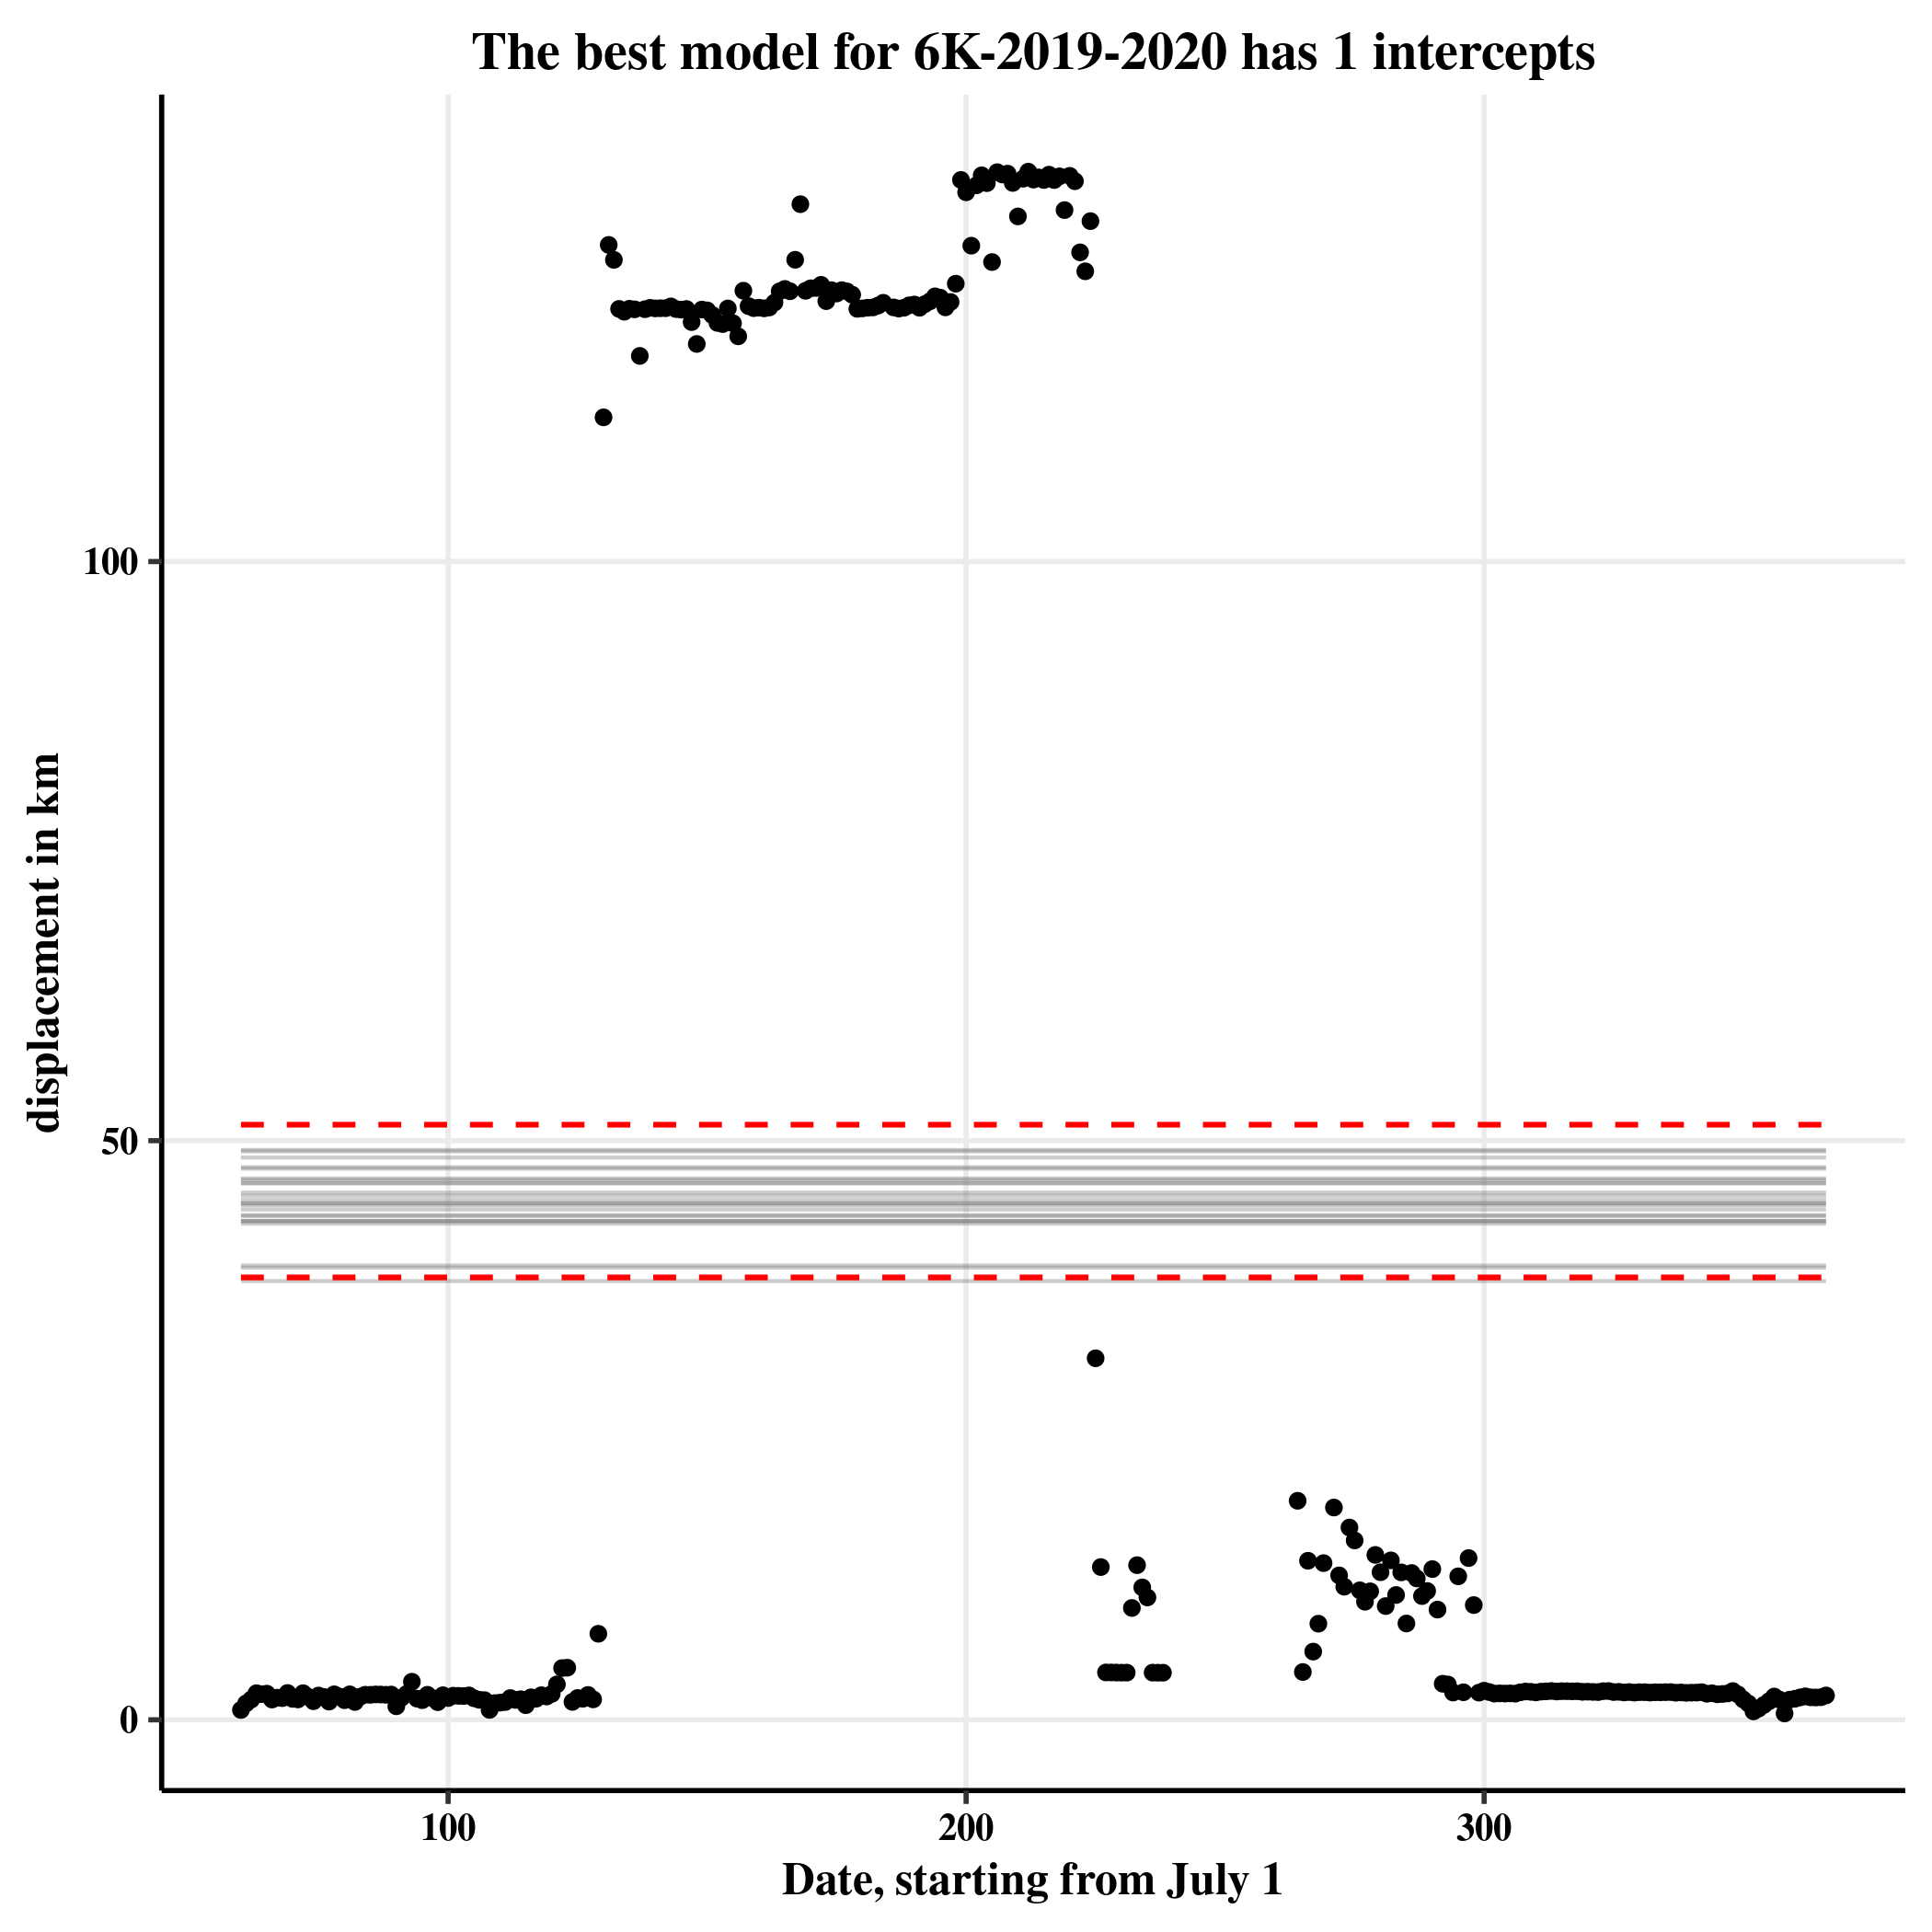 The best model for 6K-2019-2020 has 1 intercepts
displacement in km
100
50
0
100
200
300
Date, starting from July 1